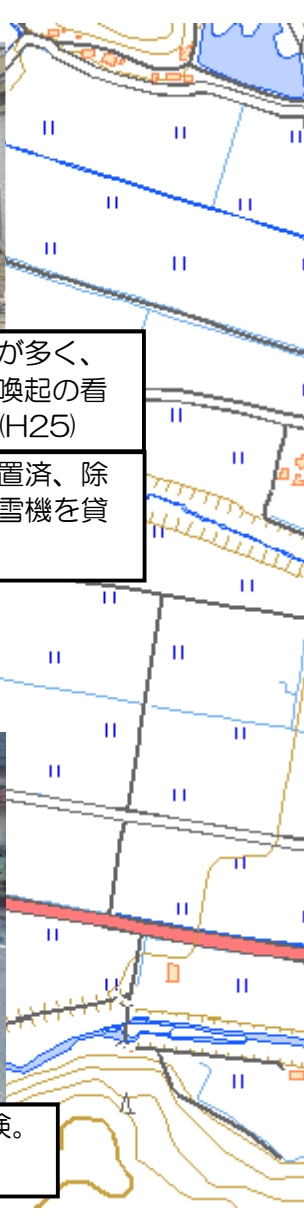 が多く、
喚起の看
(H25)
置済、除
雪機を貸
険。